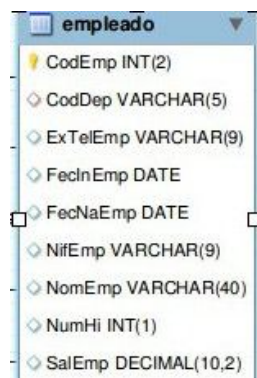 empleado
CodEmp INT(2)
CodDep VARCHAR(5)
ExTelEmp VARCHAR(9)
FecInEmp DATE
FecNaEmp DATE
NifEmp VARCHAR(9)
NomEmp VARCHAR(40)
NumHi INT(1)
SalEmp DECIMAL(10,2)